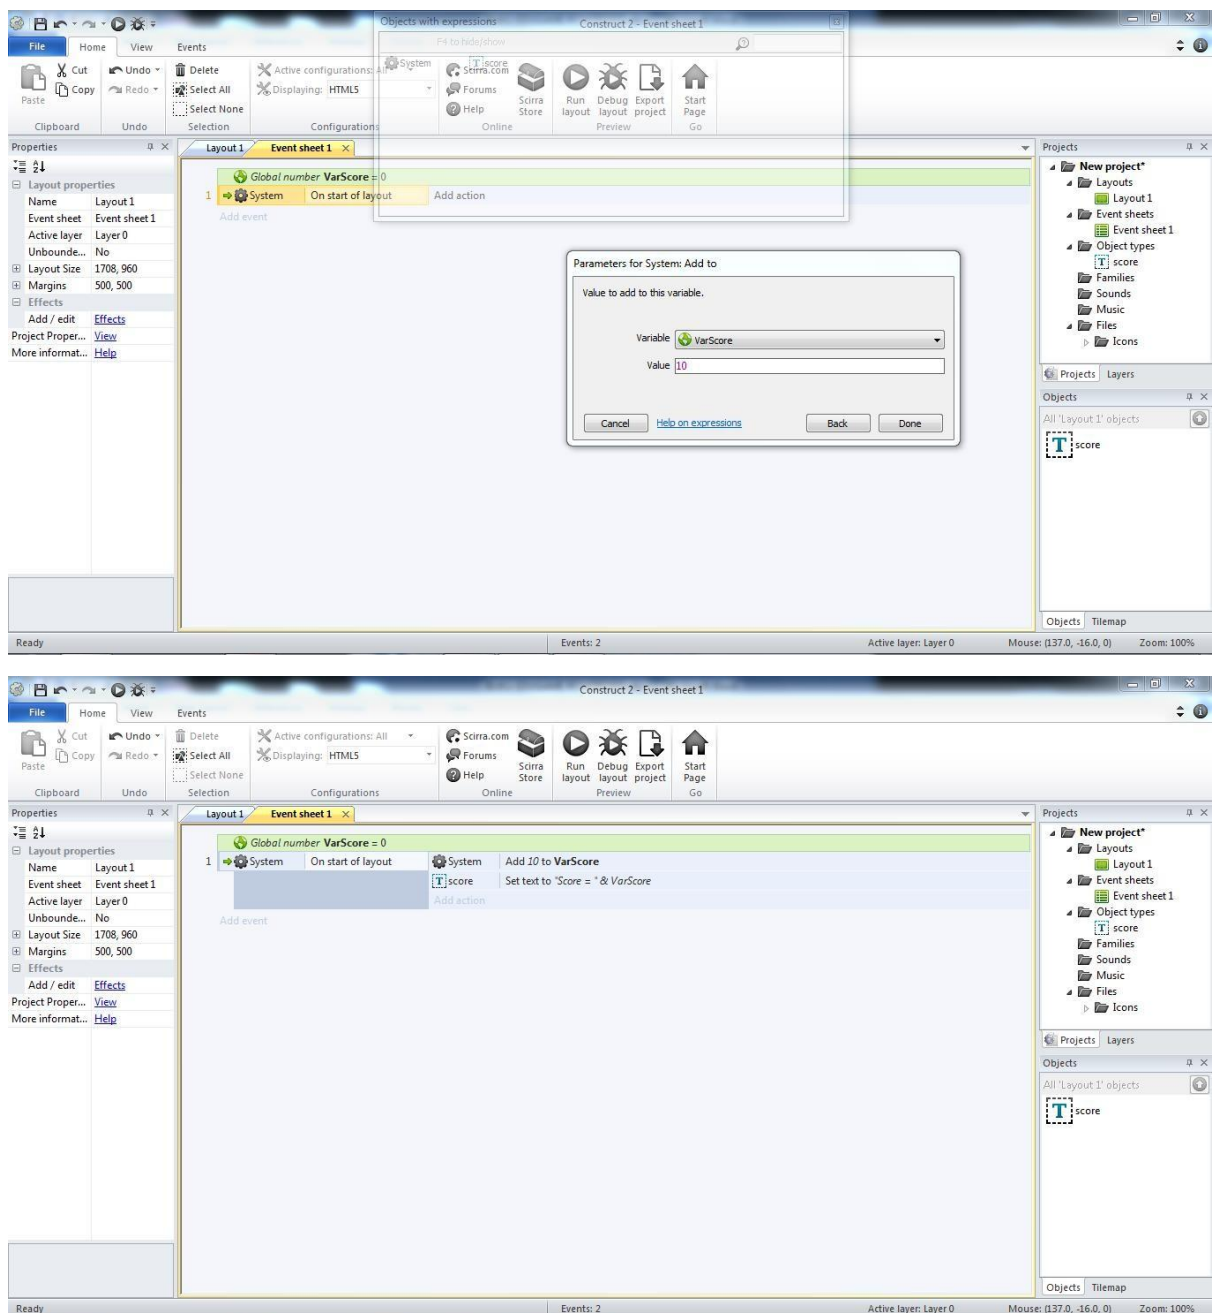 Objects with expressions
Construct 2 - Event sheet 1
File Home View Events
F4 to hide/show
Cut
Copy
Paste
Clipboard
Undo
Redo
Undo
Delete
Select All
Select None
Selection
Active configurations: All
Displaying: HTML5
Configurations
System
score
Scirra.com
Forums
Help
Scirra Store
Online
Run layout
Debug layout
Export project
Preview
Start Page
Go
Properties
Layout properties
Name Layout 1
Event sheet Event sheet 1
Active layer Layer 0
Unbounde... No
Layout Size 1708, 960
Margins 500, 500
Effects
Add / edit Effects
Project Proper... View
More informat... Help
Layout 1 Event sheet 1
Global number VarScore = 0
1 System On start of layout Add action
Add event
Parameters for System: Add to
Value to add to this variable.
Variable VarScore
Value 10
Cancel Help on expressions Back Done
Projects
New project*
Layouts
Layout 1
Event sheets
Event sheet 1
Object types
T score
Families
Sounds
Music
Files
Icons
Projects Layers
Objects
All 'Layout 1' objects
T score
Objects Tilemap
Ready Events: 2 Active layer: Layer 0 Mouse: (137.0, -16.0, 0) Zoom: 100%
Construct 2 - Event sheet 1
File Home View Events
Cut
Copy
Paste
Clipboard
Undo
Redo
Undo
Delete
Select All
Select None
Selection
Active configurations: All
Displaying: HTML5
Configurations
Scirra.com
Forums
Help
Scirra Store
Online
Run layout
Debug layout
Export project
Preview
Start Page
Go
Properties
Layout properties
Name Layout 1
Event sheet Event sheet 1
Active layer Layer 0
Unbounde... No
Layout Size 1708, 960
Margins 500, 500
Effects
Add / edit Effects
Project Proper... View
More informat... Help
Layout 1 Event sheet 1
Global number VarScore = 0
1 System On start of layout System Add 10 to VarScore
T score Set text to "Score = " & VarScore
Add action
Add event
Projects
New project*
Layouts
Layout 1
Event sheets
Event sheet 1
Object types
T score
Families
Sounds
Music
Files
Icons
Projects Layers
Objects
All 'Layout 1' objects
T score
Objects Tilemap
Ready Events: 2 Active layer: Layer 0 Mouse: (137.0, -16.0, 0) Zoom: 100%